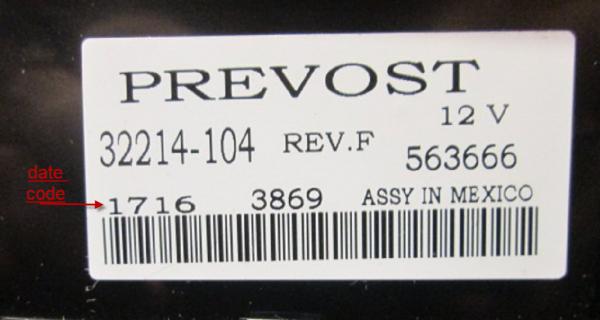 PREVOST
12 V
32214-104 REV.F 563666
date
code
1716 3869 ASSY IN MEXICO